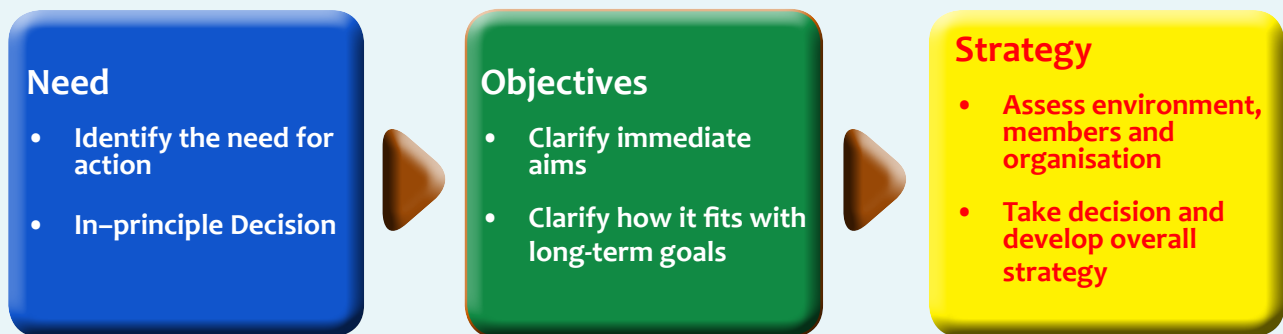 Need
• Identify the need for
action
• In–principle Decision
Objectives
• Clarify immediate
aims
• Clarify how it fits with
long-term goals
Strategy
• Assess environment,
members and
organisation
• Take decision and
develop overall
strategy